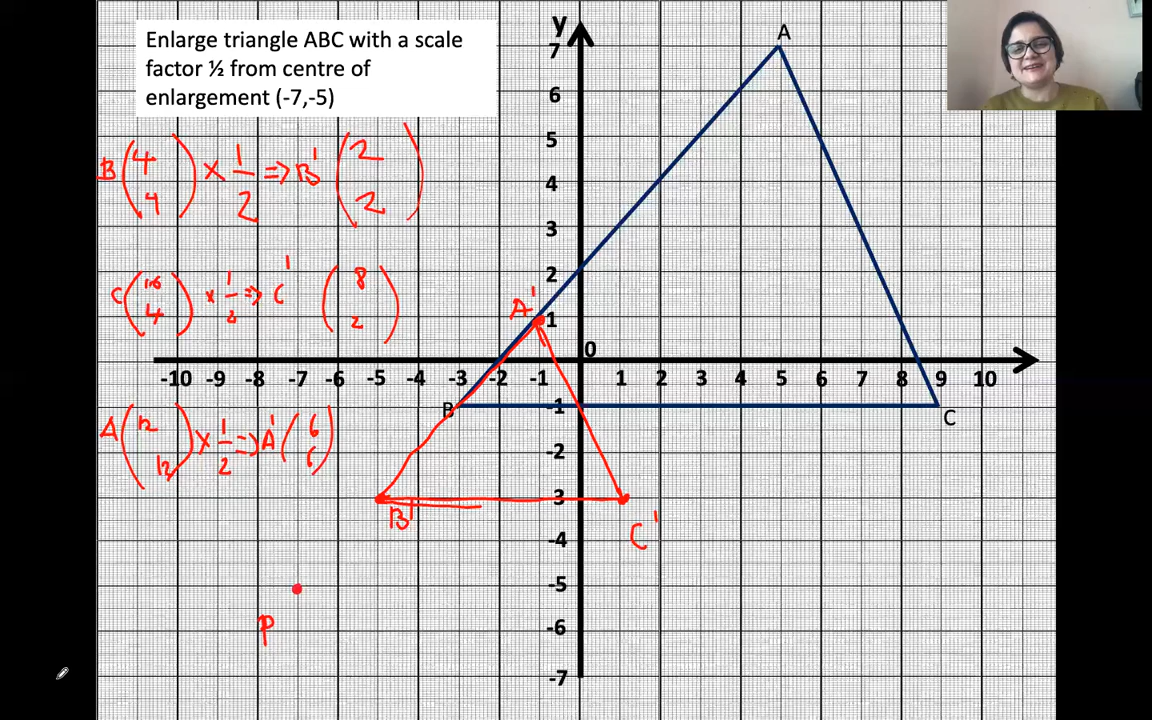 Enlarge triangle ABC with a scale
factor ½ from centre of
enlargement (-7,-5)
B (4 4) × 1/2 => B' (2 2)
C (16 4) × 1/2 => C' (8 2)
A (12 12) × 1/2 => A' (6 6)
y
7
6
5
4
3
2
1
0
-10 -9 -8 -7 -6 -5 -4 -3 -2 -1 1 2 3 4 5 6 7 8 9 10
-1
-2
3
-4
-5
-6
-7
A
B
C
A'
B'
C'
P